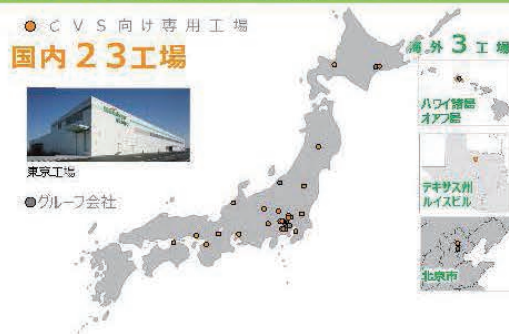 CVS向け専用工場
国内23工場
海外3工場
東京工場
グループ会社
ハワイ諸島
オアフ島
テキサス州
ルイスビル
北京市